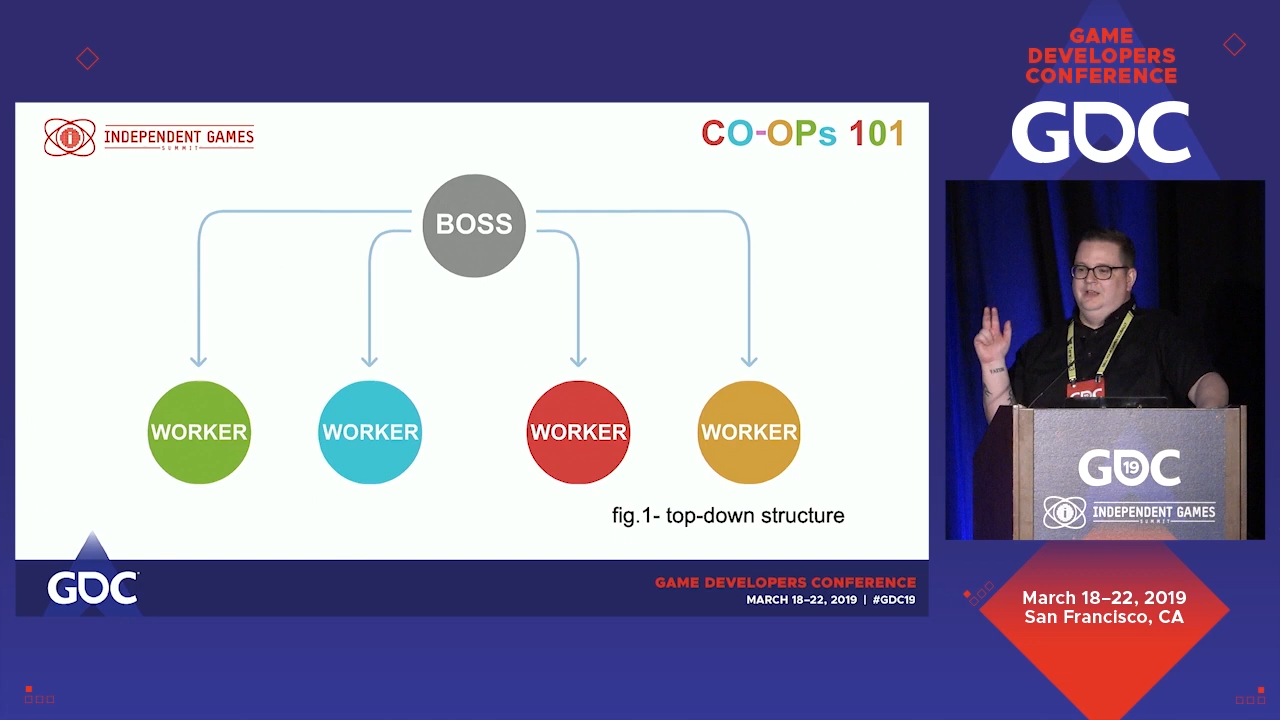 INDEPENDENT GAMES
SUMMIT
CO-OPs 101
BOSS
WORKER
WORKER
WORKER
WORKER
fig.1- top-down structure
GDC
GAME DEVELOPERS CONFERENCE
MARCH 18–22, 2019 | #GDC19
GAME
DEVELOPERS
CONFERENCE
GDC
GDC
GDC
19
INDEPENDENT GAMES
SUMMIT
March 18–22, 2019
San Francisco, CA